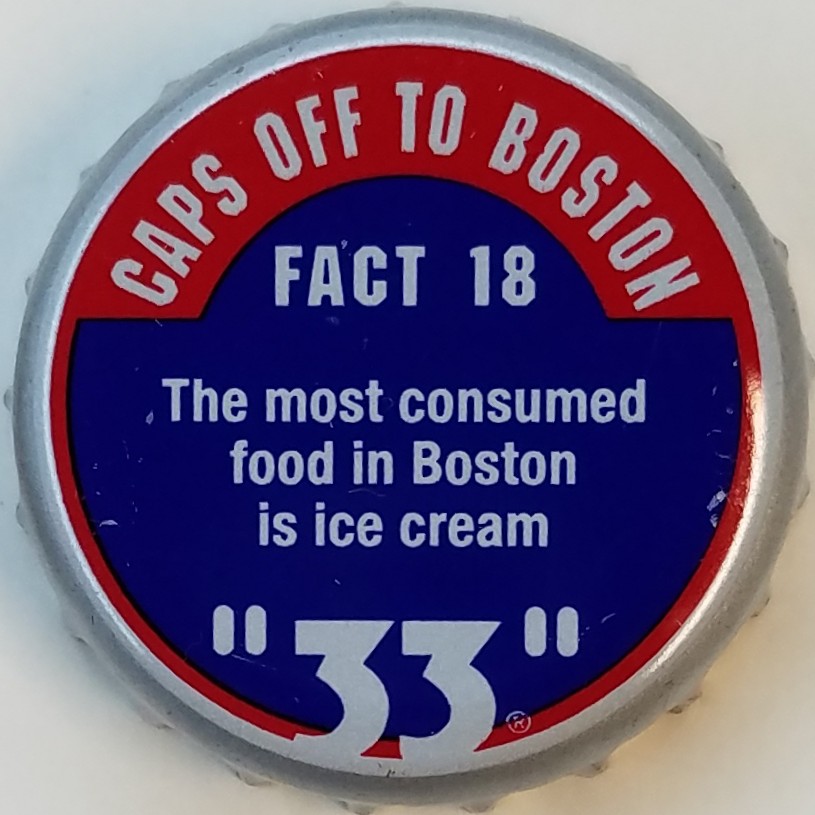 CAPS OFF TO BOSTON
FACT 18
The most consumed
food in Boston
is ice cream
"33"®